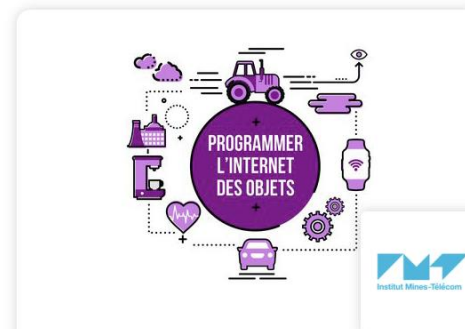 PROGRAMMER
L'INTERNET
DES OBJETS
Institut Mines-Télécom